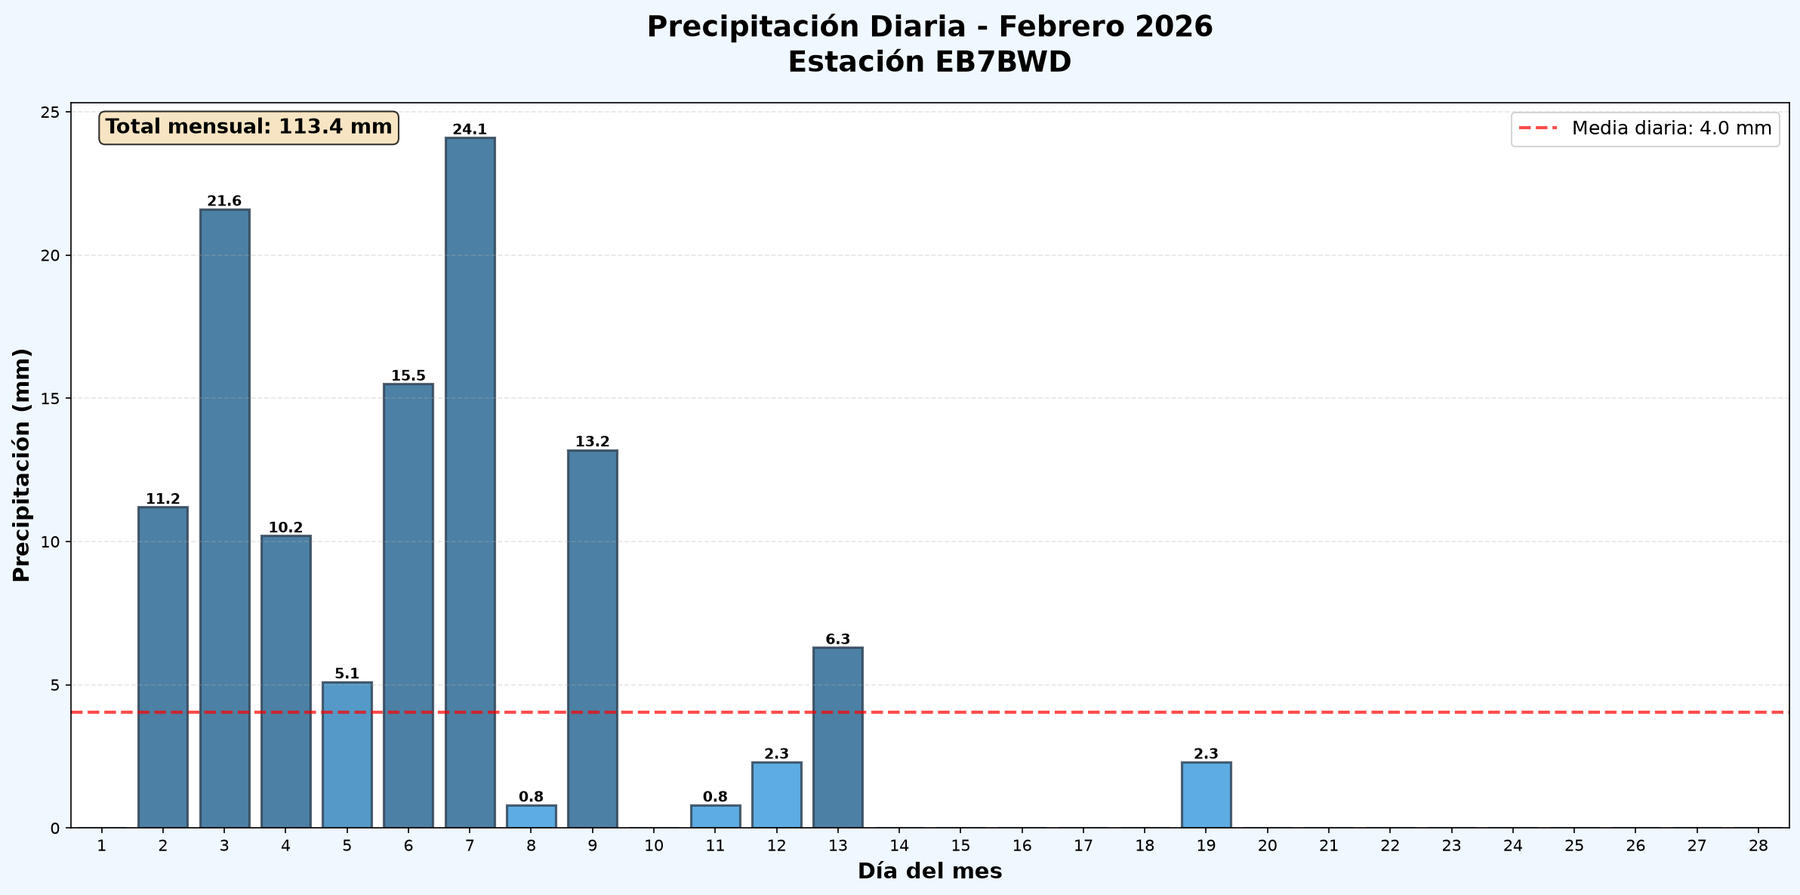 Precipitación Diaria - Febrero 2026
Estación EB7BWD
Total mensual: 113.4 mm
Media diaria: 4.0 mm
Precipitación (mm)
25
20
15
10
5
0
11.2
21.6
10.2
5.1
15.5
24.1
0.8
13.2
0.8
2.3
6.3
2.3
1 2 3 4 5 6 7 8 9 10 11 12 13 14 15 16 17 18 19 20 21 22 23 24 25 26 27 28
Día del mes